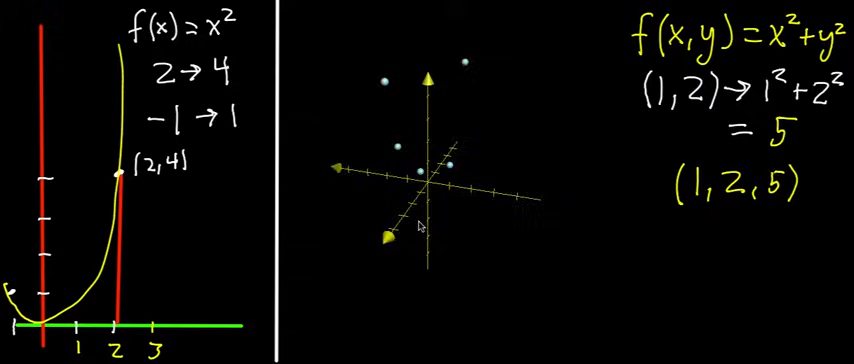 f(x) = x²
2 → 4
-1 → 1
(2,4)
1
1 2 3
f(x,y) = x²+y²
(1,2) → 1²+2²
= 5
(1,2,5)